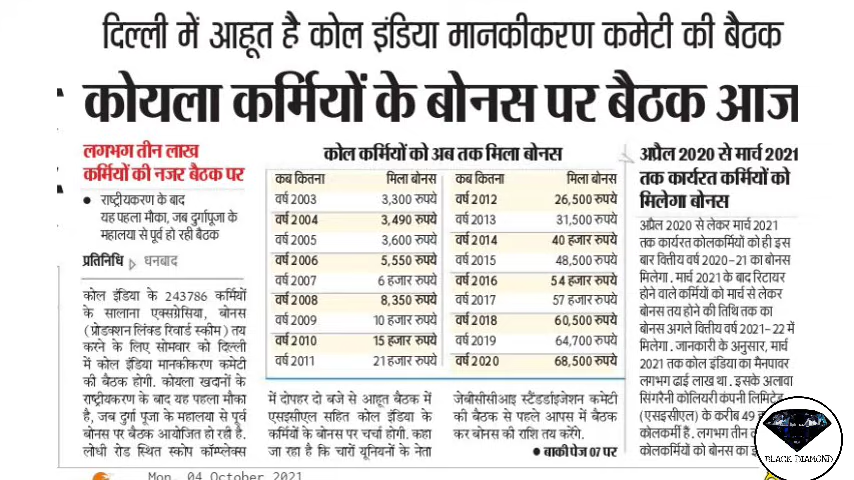 दिल्ली में आहूत है कोल इंडिया मानकीकरण कमेटी की बैठक
कोयला कर्मियों के बोनस पर बैठक आज
लगभग तीन लाख
कर्मियों की नजर बैठक पर
● राष्ट्रीयकरण के बाद
यह पहला मौका, जब दुर्गापूजा के
महालया से पूर्व हो रही बैठक
प्रतिनिधि ▷ धनबाद
कोल इंडिया के 243786 कर्मियों
के सालाना एक्सग्रेसिया, बोनस
(प्रोडक्शन लिंक्ड रिवार्ड स्कीम) तय
करने के लिए सोमवार को दिल्ली
में कोल इंडिया मानकीकरण कमेटी
की बैठक होगी. कोयला खदानों के
राष्ट्रीयकरण के बाद यह पहला मौका
है, जब दुर्गा पूजा के महालया से पूर्व
बोनस पर बैठक आयोजित हो रही है.
लोधी रोड स्थित स्कोप कॉम्प्लेक्स
कोल कर्मियों को अब तक मिला बोनस
कब कितना मिला बोनस
वर्ष 2003 3,300 रुपये
वर्ष 2004 3,490 रुपये
वर्ष 2005 3,600 रुपये
वर्ष 2006 5,550 रुपये
वर्ष 2007 6 हजार रुपये
वर्ष 2008 8,350 रुपये
वर्ष 2009 10 हजार रुपये
वर्ष 2010 15 हजार रुपये
वर्ष 2011 21 हजार रुपये
कब कितना मिला बोनस
वर्ष 2012 26,500 रुपये
वर्ष 2013 31,500 रुपये
वर्ष 2014 40 हजार रुपये
वर्ष 2015 48,500 रुपये
वर्ष 2016 54 हजार रुपये
वर्ष 2017 57 हजार रुपये
वर्ष 2018 60,500 रुपये
वर्ष 2019 64,700 रुपये
वर्ष 2020 68,500 रुपये
में दोपहर दो बजे से आहूत बैठक में
एसइसीएल सहित कोल इंडिया के
कर्मियों के बोनस पर चर्चा होगी. कहा
जा रहा है कि चारों यूनियनों के नेता
जेबीसीसीआइ स्टैंडर्डाइजेशन कमेटी
की बैठक से पहले आपस में बैठक
कर बोनस की राशि तय करेंगे.
● बाकी पेज 07 पर
अप्रैल 2020 से मार्च 2021
तक कार्यरत कर्मियों को
मिलेगा बोनस
अप्रैल 2020 से लेकर मार्च 2021
तक कार्यरत कोलकर्मियों को ही इस
बार वित्तीय वर्ष 2020-21 का बोनस
मिलेगा. मार्च 2021 के बाद रिटायर
होने वाले कर्मियों को मार्च से लेकर
बोनस तय होने की तिथि तक का
बोनस अगले वित्तीय वर्ष 2021-22 में
मिलेगा. जानकारी के अनुसार, मार्च
2021 तक कोल इंडिया का मैनपावर
लगभग ढाई लाख था. इसके अलावा
सिंगरैनी कोलियरी कंपनी लिमिटेड
(एससीसीएल) के करीब 49
कोलकर्मी है. लगभग तीन
कोलकर्मियों को बोनस का
BLACK DIAMOND
Mon, 04 October 2021